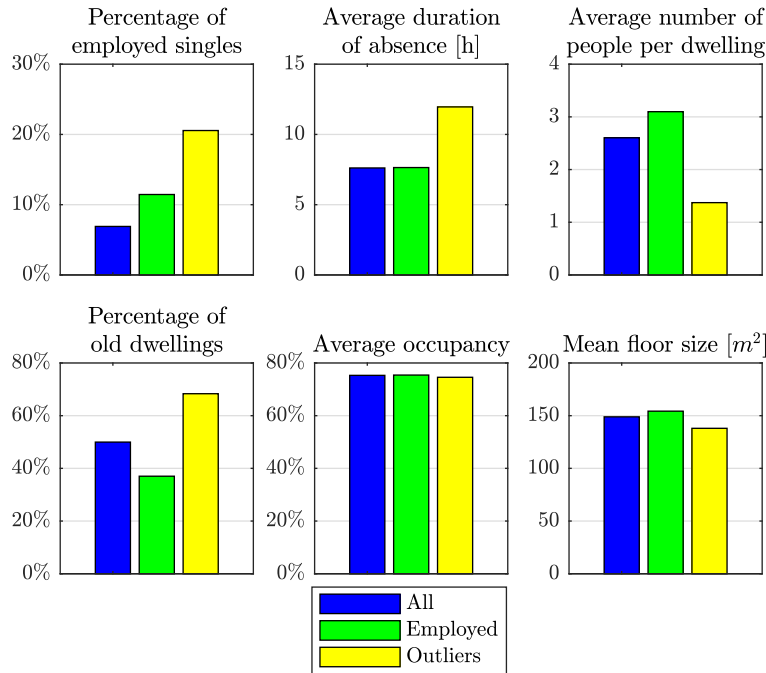 Percentage of
employed singles
30%
20%
10%
0%
Average duration
of absence [h]
15
10
5
0
Average number of
people per dwelling
4
3
2
1
0
Percentage of
old dwellings
80%
60%
40%
20%
0%
Average occupancy
80%
60%
40%
20%
0%
Mean floor size [m²]
200
150
100
50
0
All
Employed
Outliers